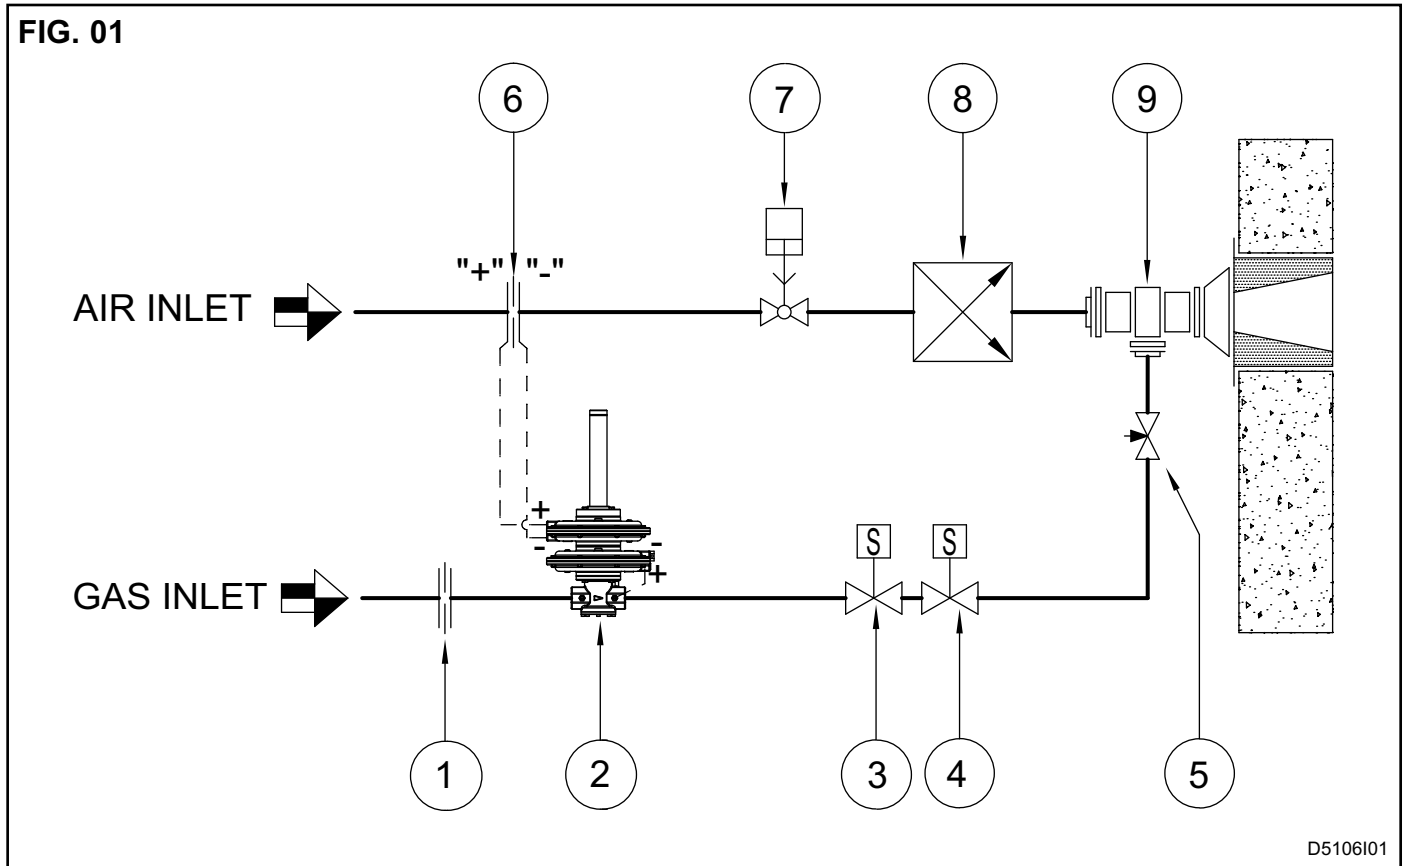 FIG. 01
6
7
8
9
"+" "-"
AIR INLET
+
-
-
+
S
S
GAS INLET
1
2
3
4
5
D5106I01